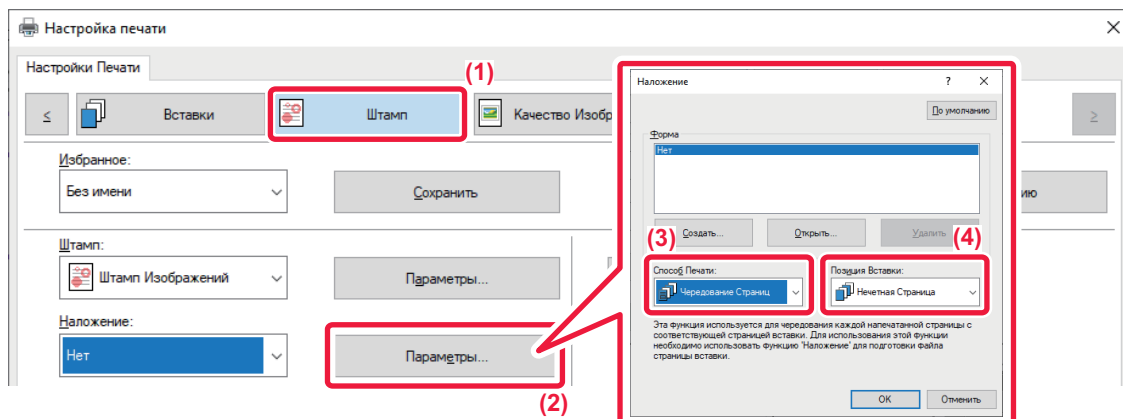 Настройка печати
Настройки Печати
(1)
<
Вставки
Штамп
Качество Изобр
>
Избранное:
Без имени
Сохранить
ию
Штамп:
Штамп Изображений
Параметры...
Наложение:
Нет
Параметры...
(2)
Наложение
?
По умолчанию
Форма
Нет
Создать...
Открыть...
Удалить
(3)
(4)
Способ Печати:
Позиция Вставки:
Чередование Страниц
Нечетная Страница
Эта функция используется для чередования каждой напечатанной страницы с
соответствующей страницей вставки. Для использования этой функции
необходимо использовать функцию 'Наложение' для подготовки файла
страницы вставки.
OK
Отменить